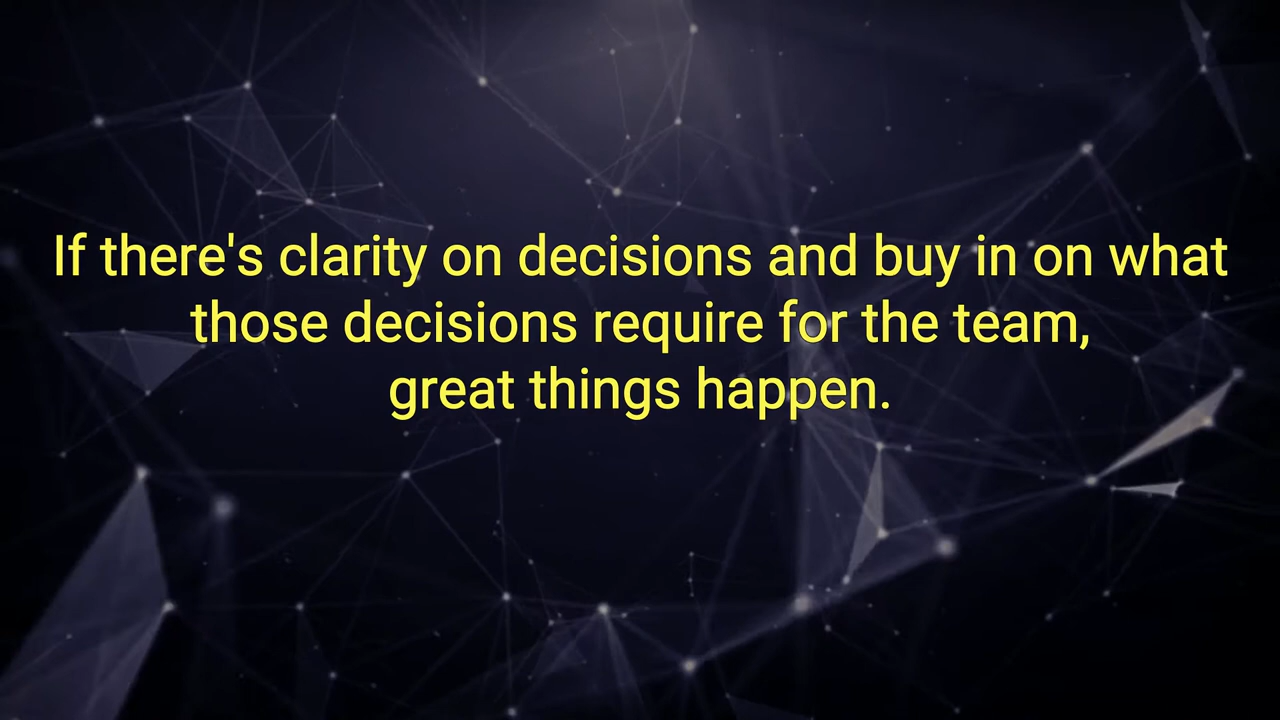 If there's clarity on decisions and buy in on what
those decisions require for the team,
great things happen.